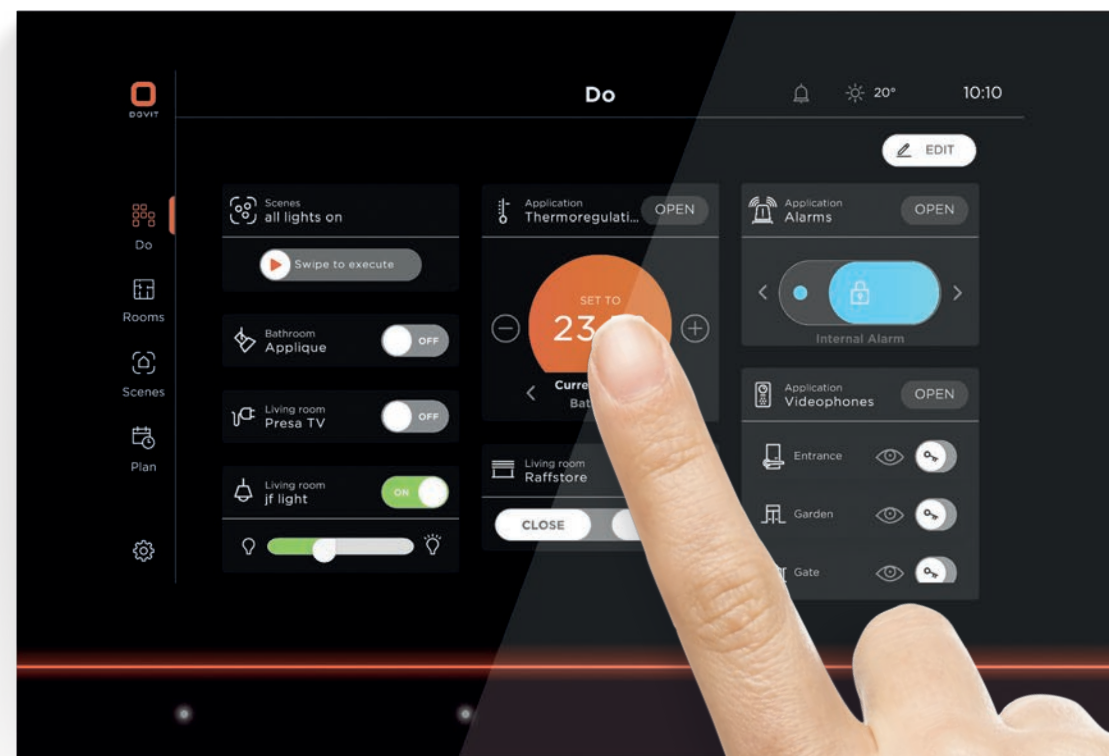 DOVIT
Do
20°
10:10
EDIT
Do
Rooms
Scenes
Plan
Scenes
all lights on
Swipe to execute
Bathroom
Applique
OFF
Living room
Presa TV
OFF
Living room
jf light
ON
Application
Thermoregulati...
OPEN
SET TO
23
Living room
Raffstore
CLOSE
Application
Alarms
OPEN
Internal Alarm
Application
Videophones
OPEN
Entrance
Garden
Gate